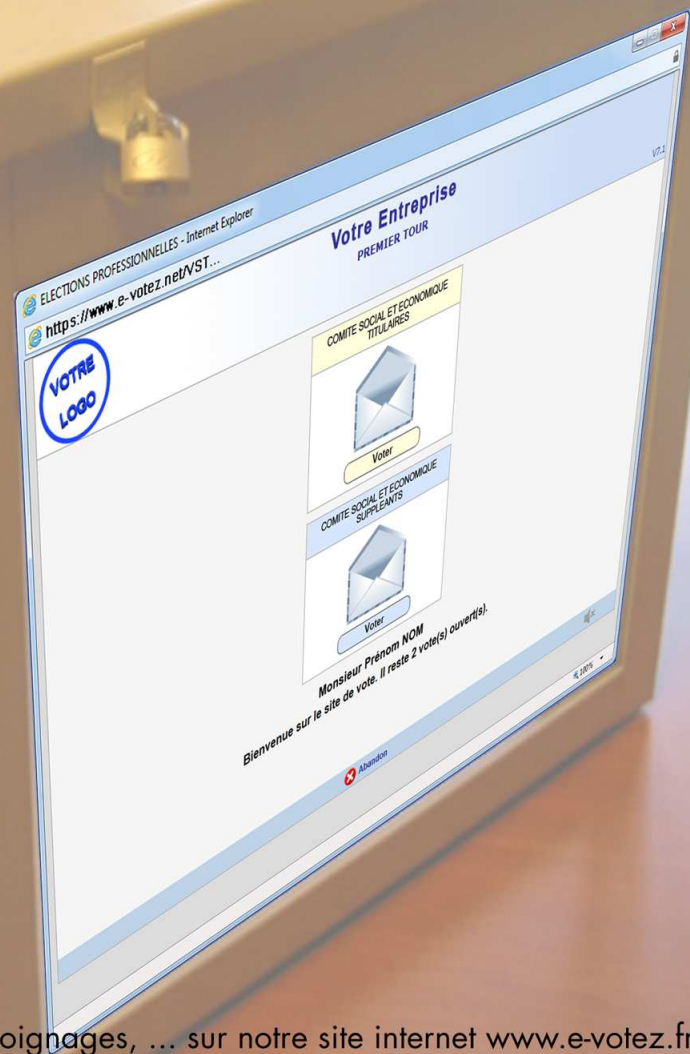 ELECTIONS PROFESSIONNELLES - Internet Explorer
https://www.e-votez.net/VST...
V7.1
Votre Entreprise
PREMIER TOUR
VOTRE
LOGO
COMITE SOCIAL ET ECONOMIQUE
TITULAIRES
Voter
COMITE SOCIAL ET ECONOMIQUE
SUPPLEANTS
Voter
Monsieur Prénom NOM
Bienvenue sur le site de vote. Il reste 2 vote(s) ouvert(s).
100%
Abandon
oignages, ... sur notre site internet www.e-votez.fr